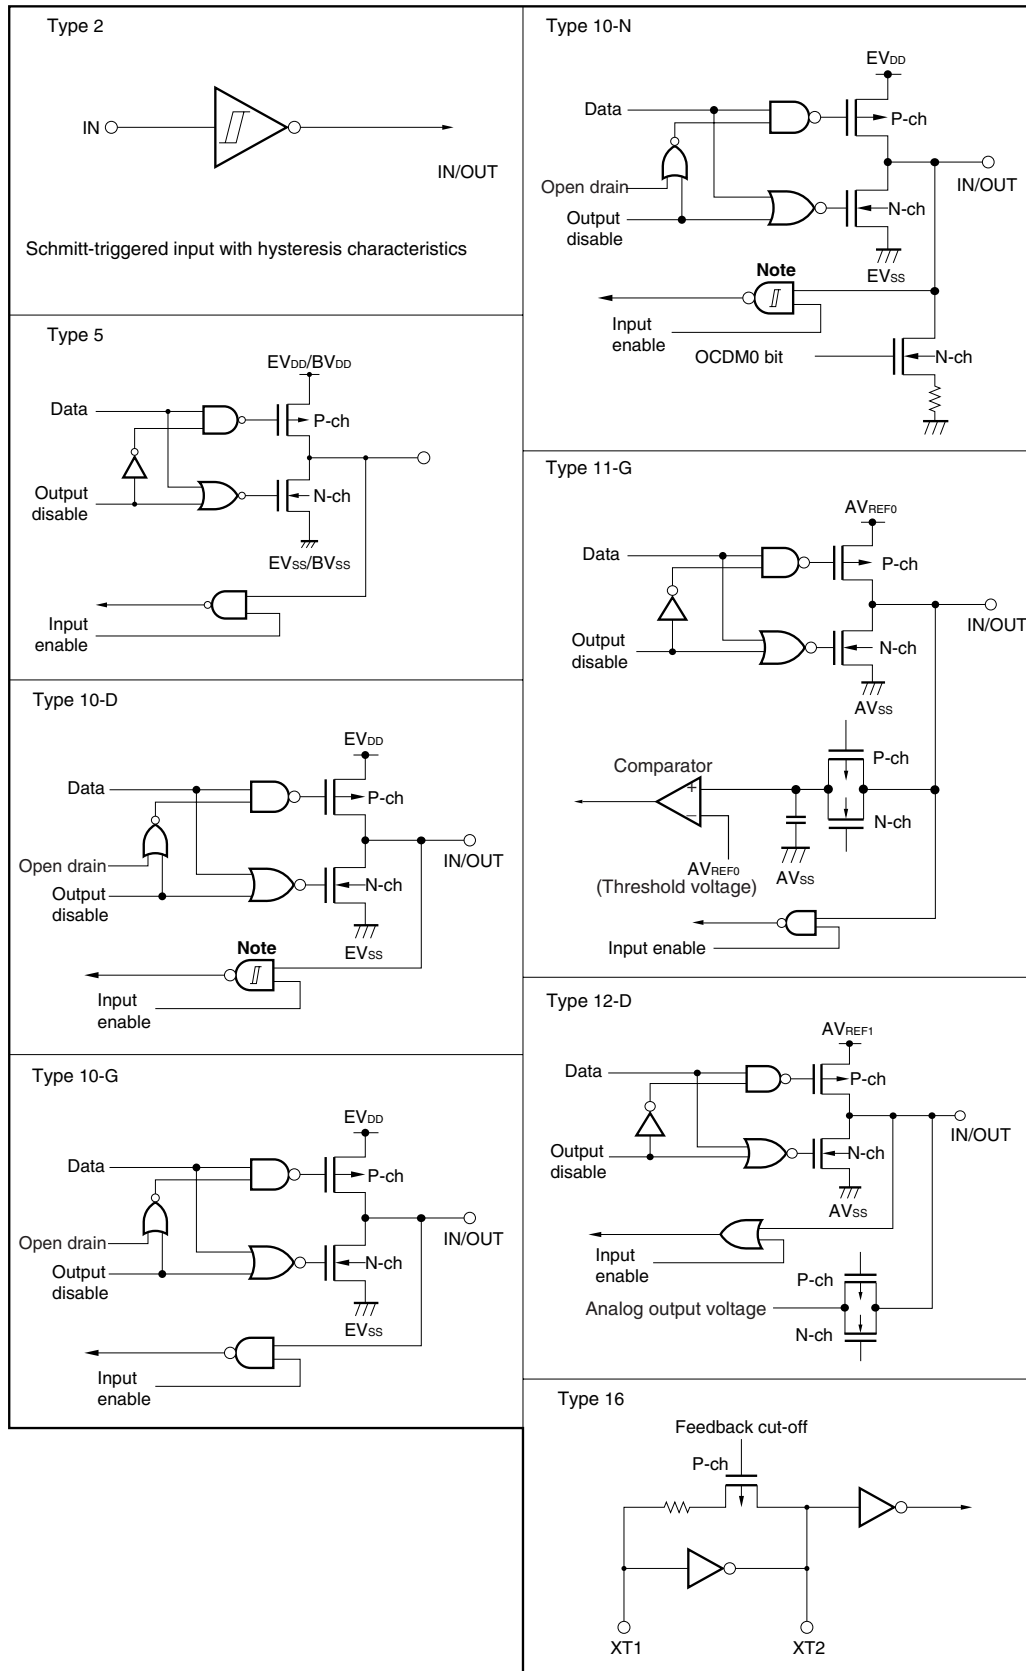 Type 2
IN
IN/OUT
Schmitt-triggered input with hysteresis characteristics
Type 5
EVDD/BVDD
Data
P-ch
Output
disable
N-ch
EVSS/BVSS
Input
enable
Type 10-D
EVDD
Data
P-ch
IN/OUT
Open drain
Output
disable
N-ch
EVSS
Note
Input
enable
Type 10-G
EVDD
Data
P-ch
IN/OUT
Open drain
Output
disable
N-ch
EVSS
Input
enable
Type 10-N
EVDD
Data
P-ch
IN/OUT
Open drain
Output
disable
N-ch
EVSS
Note
Input
enable
OCDM0 bit
N-ch
Type 11-G
AVREF0
Data
P-ch
IN/OUT
Output
disable
N-ch
AVSS
P-ch
Comparator
+
−
N-ch
AVREF0
(Threshold voltage)
AVSS
Input enable
Type 12-D
AVREF1
Data
P-ch
IN/OUT
Output
disable
N-ch
AVSS
Input
enable
P-ch
Analog output voltage
N-ch
Type 16
Feedback cut-off
P-ch
XT1
XT2